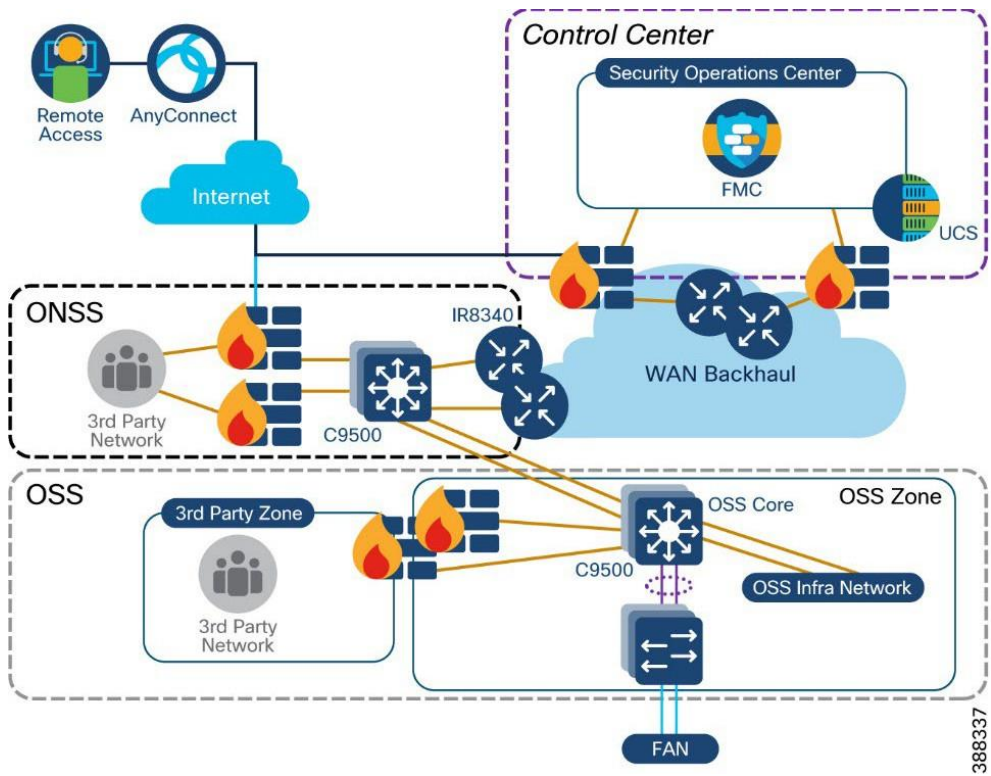 Control Center
Security Operations Center
Remote
Access
AnyConnect
FMC
Internet
UCS
ONSS
IR8340
WAN Backhaul
3rd Party
Network
C9500
OSS
3rd Party Zone
OSS Core
OSS Zone
C9500
OSS Infra Network
3rd Party
Network
FAN
388337